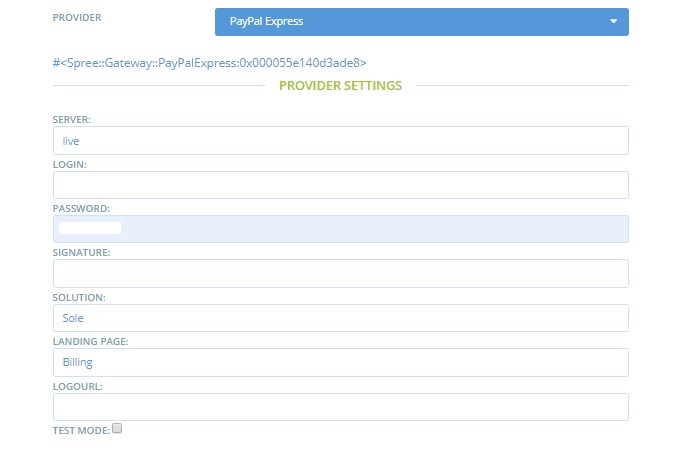 PROVIDER
PayPal Express
#<Spree::Gateway::PayPalExpress:0x000055e140d3ade8>
PROVIDER SETTINGS
SERVER:
live
LOGIN:
PASSWORD:
SIGNATURE:
SOLUTION:
Sole
LANDING PAGE:
Billing
LOGOURL:
TEST MODE: